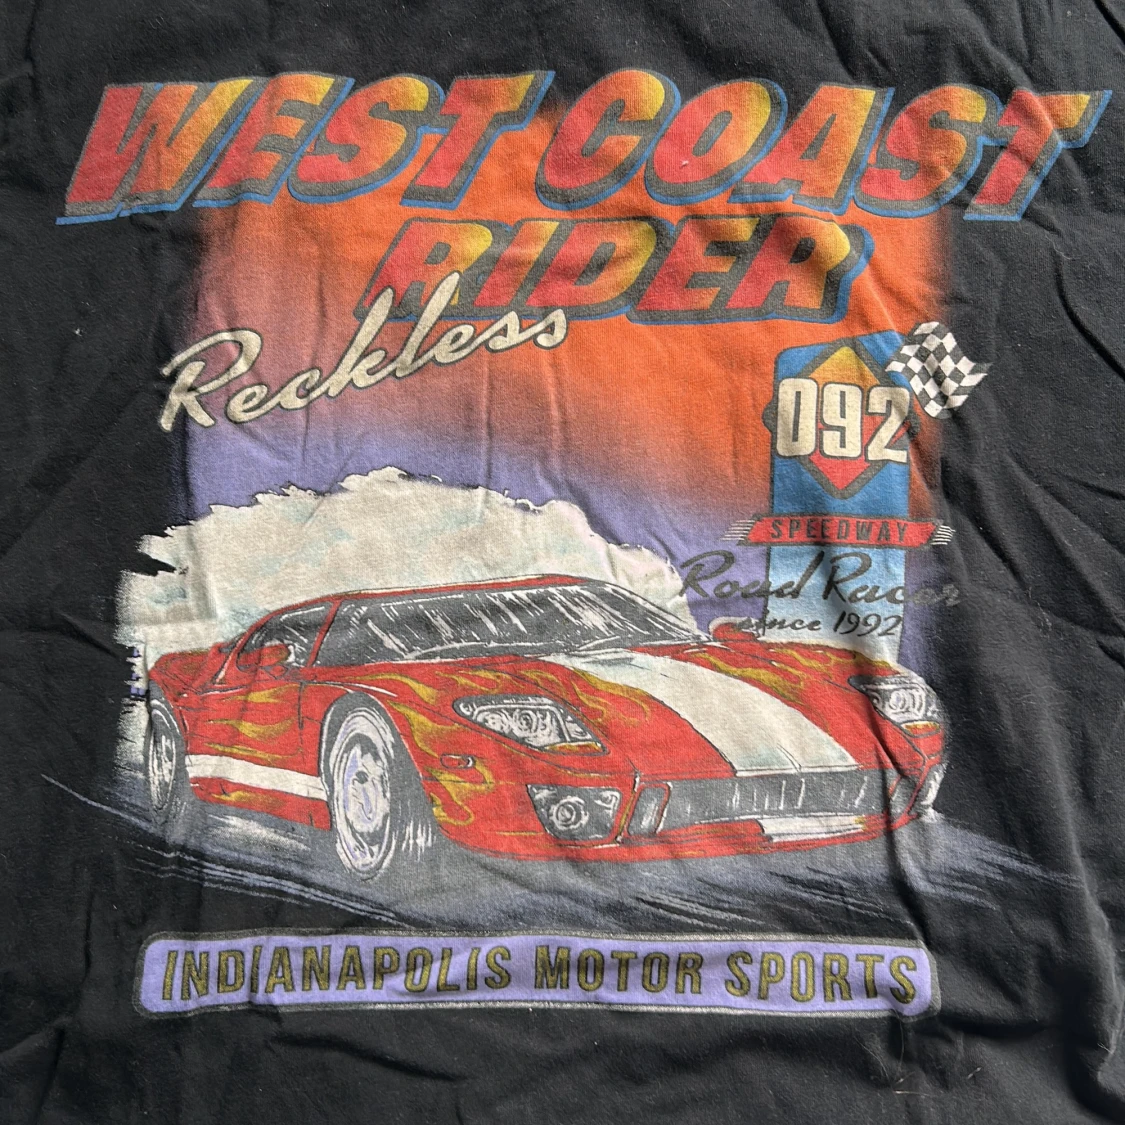 WEST COAST
RIDER
Reckless
092
SPEEDWAY
Road Racer
since 1992
INDIANAPOLIS MOTOR SPORTS